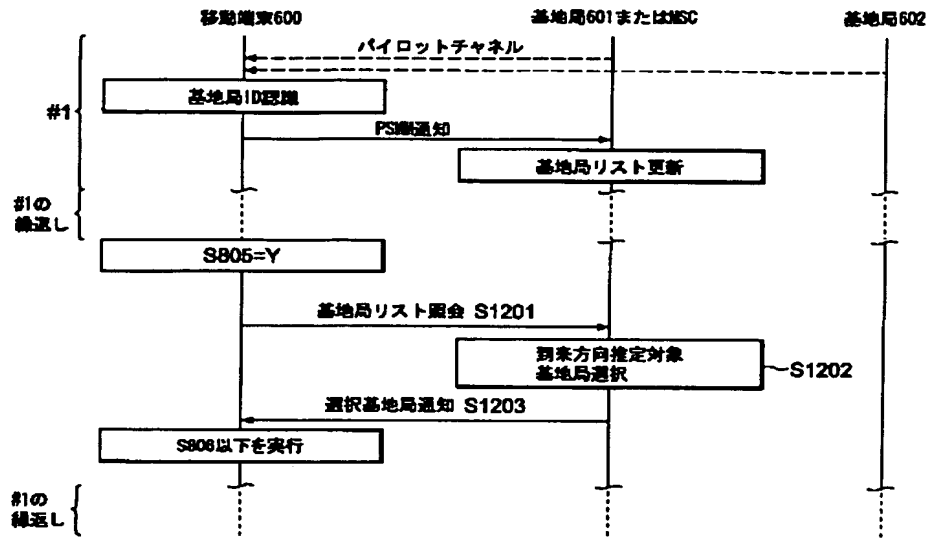 移動端末600
基地局601またはMSC
基地局602
パイロットチャネル
#1
基地局ID認識
PSMM通知
基地局リスト更新
#1の
繰返し
S805=Y
基地局リスト照会 S1201
到来方向推定対象
基地局選択
S1202
選択基地局通知 S1203
S806以下を実行
#1の
繰返し